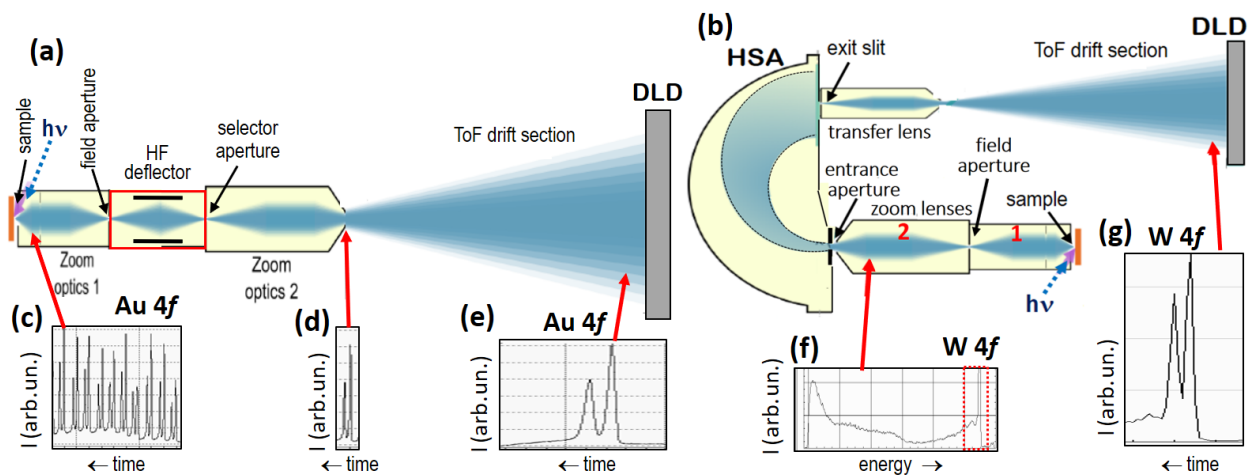 (a)
sample
hν
field aperture
HF
deflector
selector
aperture
ToF drift section
DLD
Zoom
optics 1
Zoom
optics 2
(b)
HSA
exit slit
ToF drift section
DLD
transfer lens
entrance
aperture
field
aperture
zoom lenses
sample
2
1
hν
(c)
Au 4f
I (arb.un.)
← time
(d)
← time
(e)
Au 4f
I (arb.un.)
← time
(f)
W 4f
I (arb.un.)
energy →
(g)
W 4f
I (arb.un.)
← time